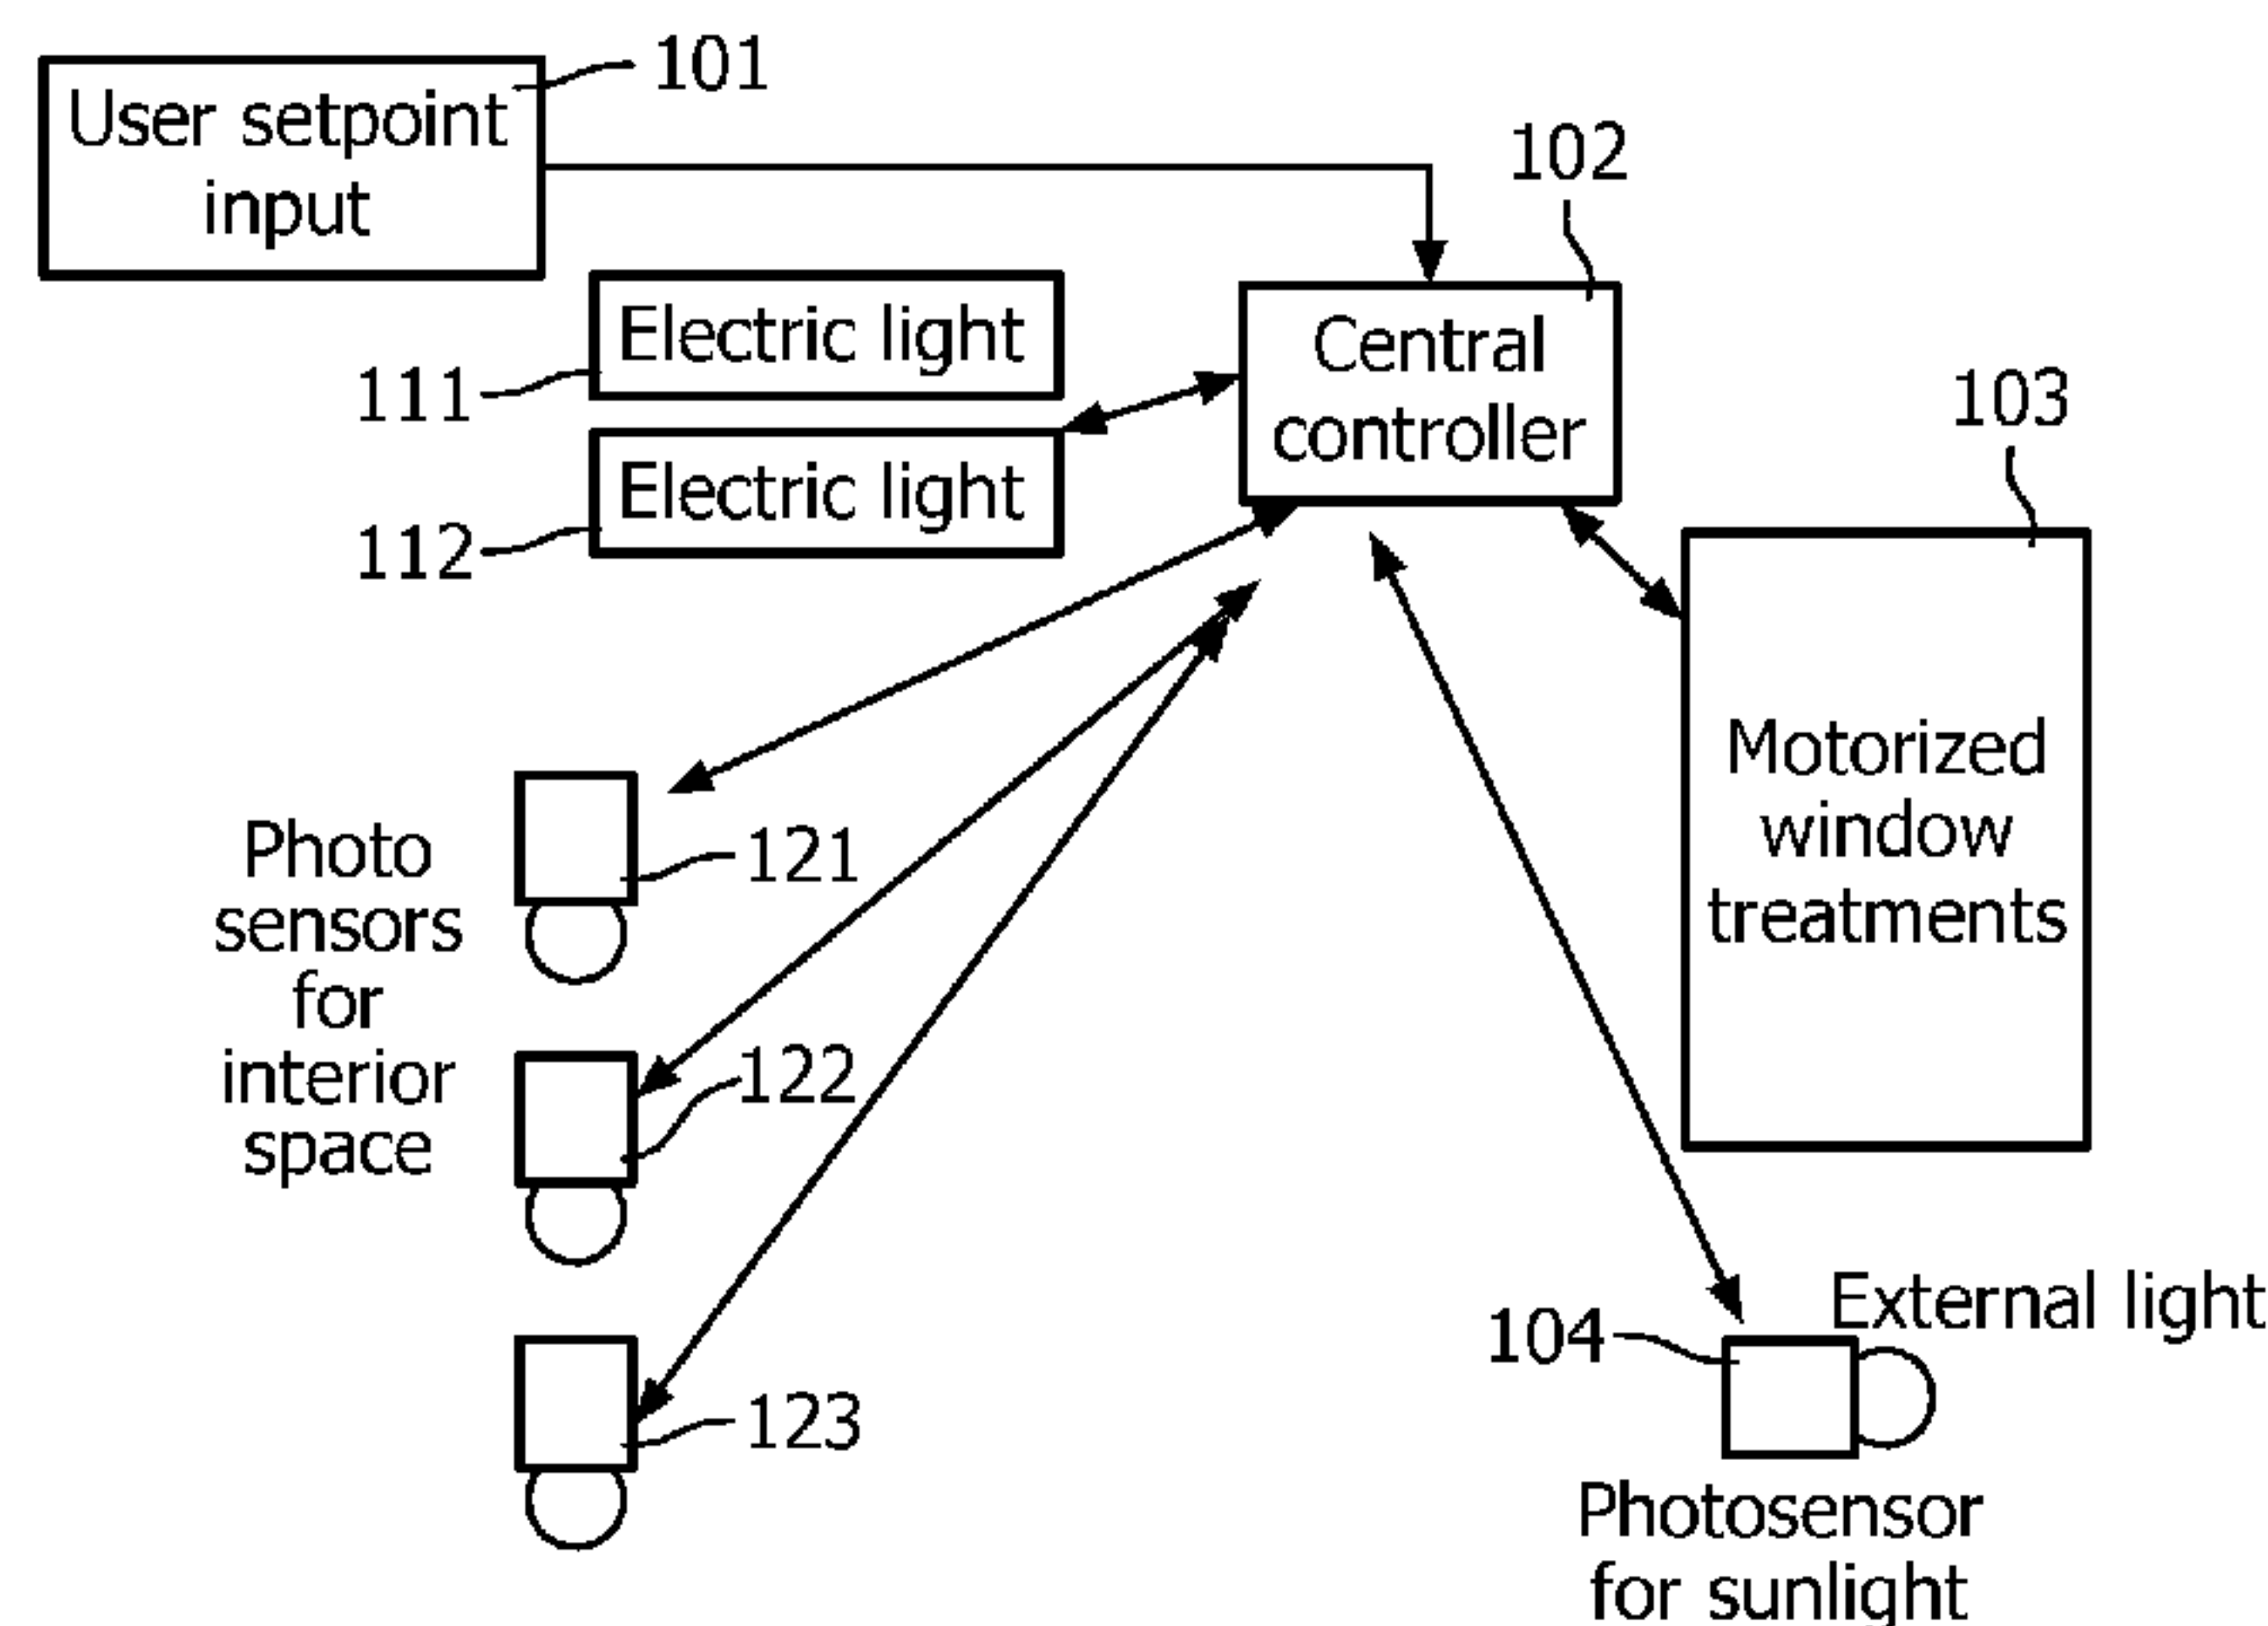 101
User setpoint
input
102
Electric light
111
Central
controller
103
Electric light
112
Motorized
window
treatments
Photo
sensors
for
interior
space
121
122
123
External light
104
Photosensor
for sunlight